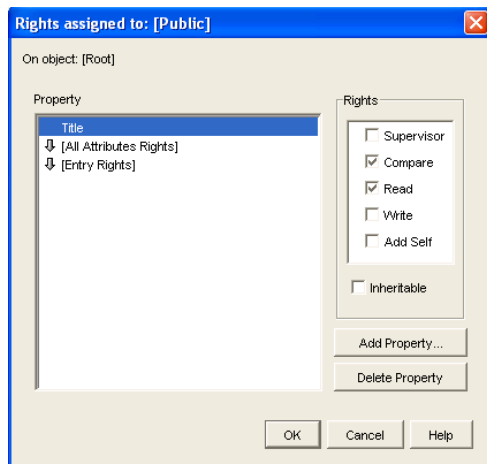 Rights assigned to: [Public]
On object: [Root]
Property
Title
[All Attributes Rights]
[Entry Rights]
Rights
Supervisor
Compare
Read
Write
Add Self
Inheritable
Add Property...
Delete Property
OK
Cancel
Help